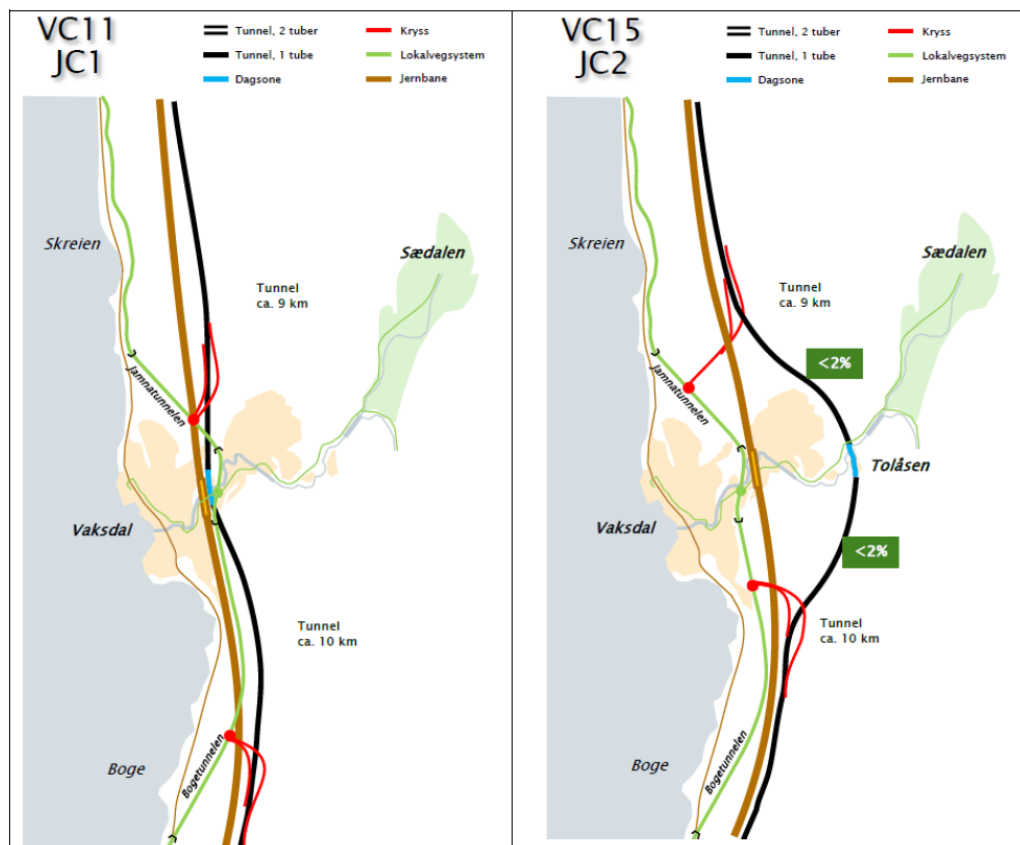 VC11
JC1
Tunnel, 2 tuber
Tunnel, 1 tube
Dagsone
Kryss
Lokalvegsystem
Jernbane
Skreien
Sædalen
Tunnel
ca. 9 km
Jamnatunnelen
Vaksdal
Tunnel
ca. 10 km
Boge
Bogetunnelen
VC15
JC2
Tunnel, 2 tuber
Tunnel, 1 tube
Dagsone
Kryss
Lokalvegsystem
Jernbane
Skreien
Sædalen
Tunnel
ca. 9 km
<2%
Jamnatunnelen
Tolåsen
Vaksdal
<2%
Tunnel
ca. 10 km
Boge
Bogetunnelen